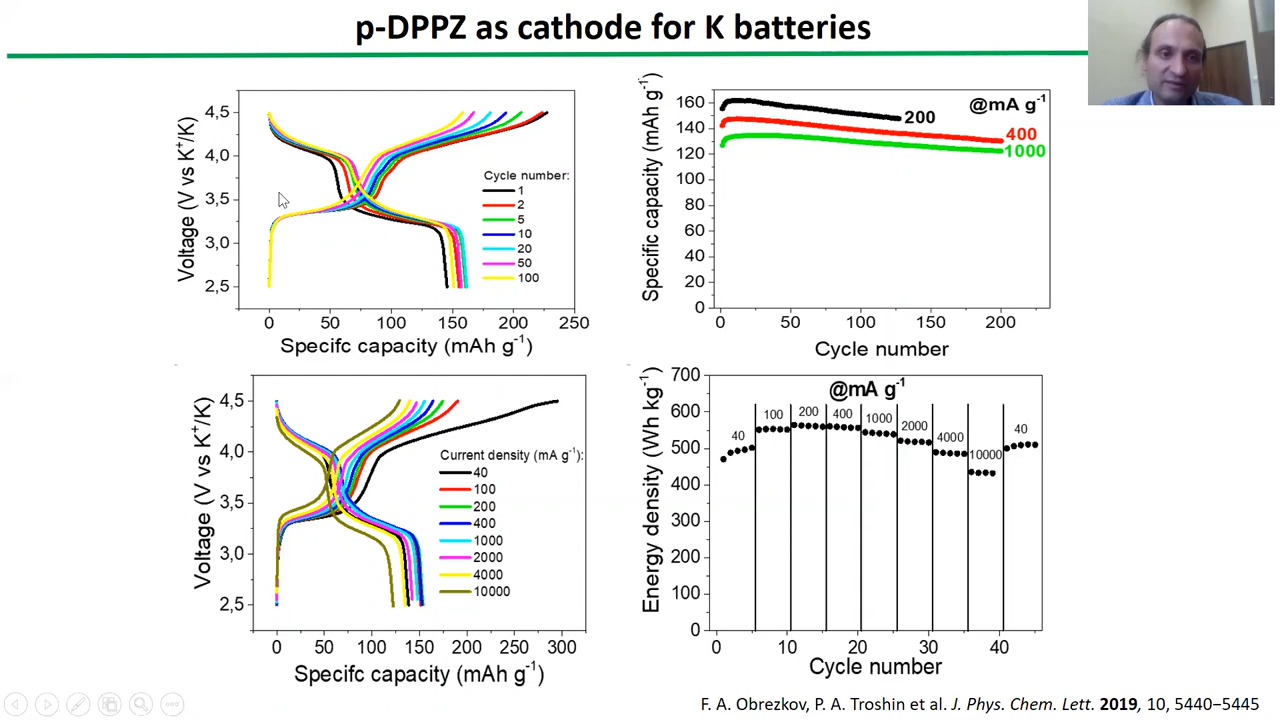 p-DPPZ as cathode for K batteries
4,5
4,0
3,5
3,0
2,5
Voltage (V vs K⁺/K)
Cycle number:
1
2
5
10
20
50
100
0 50 100 150 200 250
Specifc capacity (mAh g⁻¹)
160
140
120
100
80
60
40
20
0
Specific capacity (mAh g⁻¹)
@mA g⁻¹
200
400
1000
0 50 100 150 200
Cycle number
4,5
4,0
3,5
3,0
2,5
Voltage (V vs K⁺/K)
Current density (mA g⁻¹):
40
100
200
400
1000
2000
4000
10000
0 50 100 150 200 250 300
Specifc capacity (mAh g⁻¹)
700
600
500
400
300
200
100
0
Energy density (Wh kg⁻¹)
@mA g⁻¹
40 100 200 400 1000 2000 4000 10000 40
0 10 20 30 40
Cycle number
F. A. Obrezkov, P. A. Troshin et al. J. Phys. Chem. Lett. 2019, 10, 5440−5445